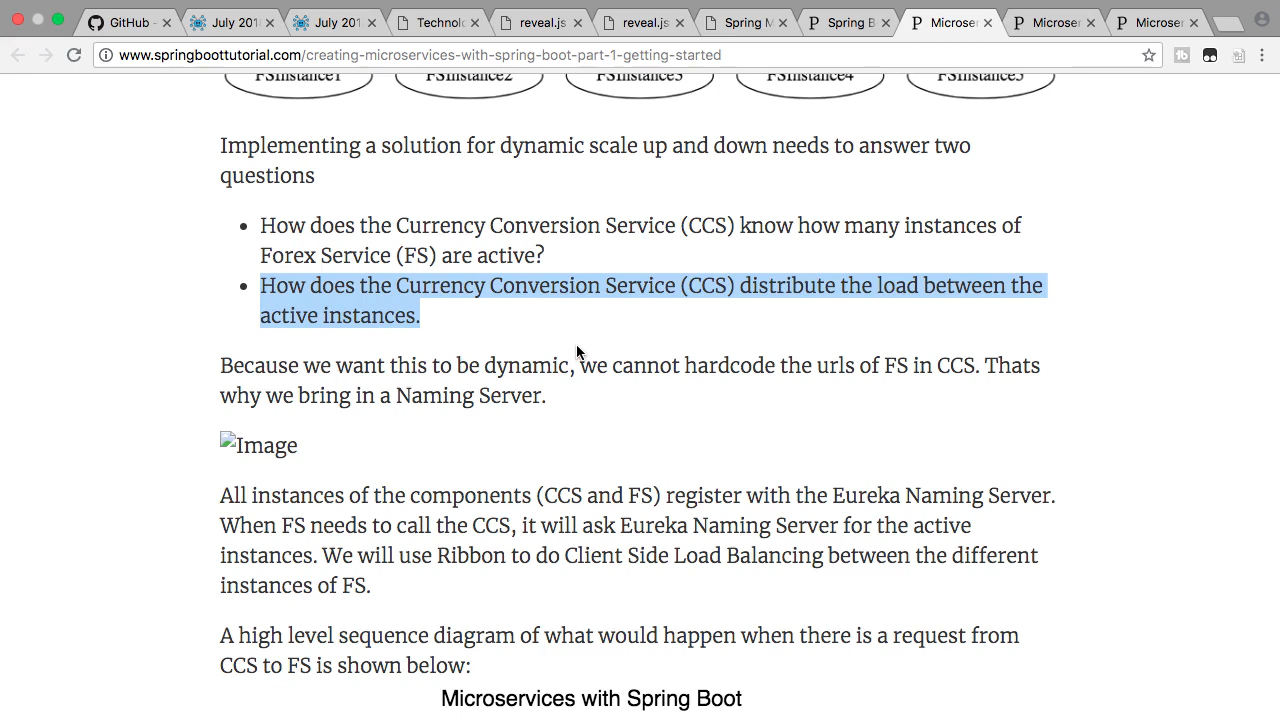 GitHub - July 201 July 201 Technol reveal.js reveal.js Spring M Spring B Microser Microser Microser
www.springboottutorial.com/creating-microservices-with-spring-boot-part-1-getting-started
FSInstance1 FSInstance2 FSInstance3 FSInstance4 FSInstance5
Implementing a solution for dynamic scale up and down needs to answer two
questions
• How does the Currency Conversion Service (CCS) know how many instances of
Forex Service (FS) are active?
• How does the Currency Conversion Service (CCS) distribute the load between the
active instances.
Because we want this to be dynamic, we cannot hardcode the urls of FS in CCS. Thats
why we bring in a Naming Server.
Image
All instances of the components (CCS and FS) register with the Eureka Naming Server.
When FS needs to call the CCS, it will ask Eureka Naming Server for the active
instances. We will use Ribbon to do Client Side Load Balancing between the different
instances of FS.
A high level sequence diagram of what would happen when there is a request from
CCS to FS is shown below:
Microservices with Spring Boot